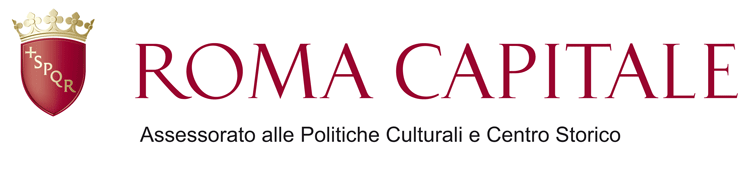 +SPQR
ROMA CAPITALE
Assessorato alle Politiche Culturali e Centro Storico